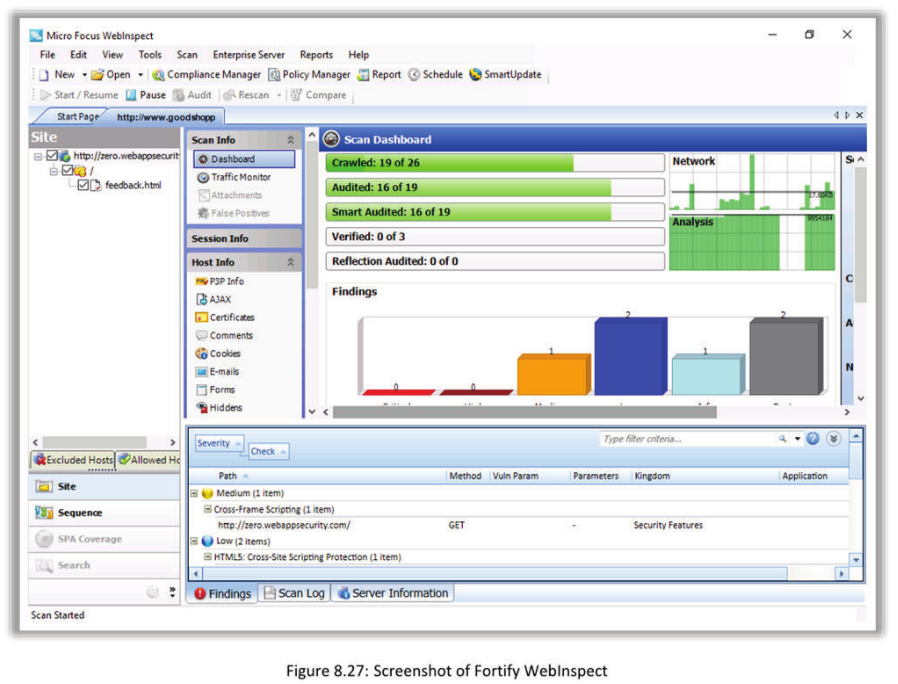 Micro Focus WebInspect
File Edit View Tools Scan Enterprise Server Reports Help
New Open Compliance Manager Policy Manager Report Schedule SmartUpdate
Start / Resume Pause Audit Rescan Compare
Start Page http://www.goodshopp
Site
http://zero.webappsecurit
/
feedback.html
Excluded Hosts Allowed Ho
Site
Sequence
SPA Coverage
Search
Scan Info
Dashboard
Traffic Monitor
Attachments
False Positives
Session Info
Host Info
P3P Info
AJAX
Certificates
Comments
Cookies
E-mails
Forms
Hiddens
Scan Dashboard
Crawled: 19 of 26
Audited: 16 of 19
Smart Audited: 16 of 19
Verified: 0 of 3
Reflection Audited: 0 of 0
Network
Analysis
9954184
Findings
0 0 1 2 1 2
Severity
Check
Type filter criteria...
Path Method Vuln Param Parameters Kingdom Application
Medium (1 item)
Cross-Frame Scripting (1 item)
http://zero.webappsecurity.com/ GET - Security Features
Low (2 items)
HTML5: Cross-Site Scripting Protection (1 item)
Findings Scan Log Server Information
Scan Started
Figure 8.27: Screenshot of Fortify WebInspect